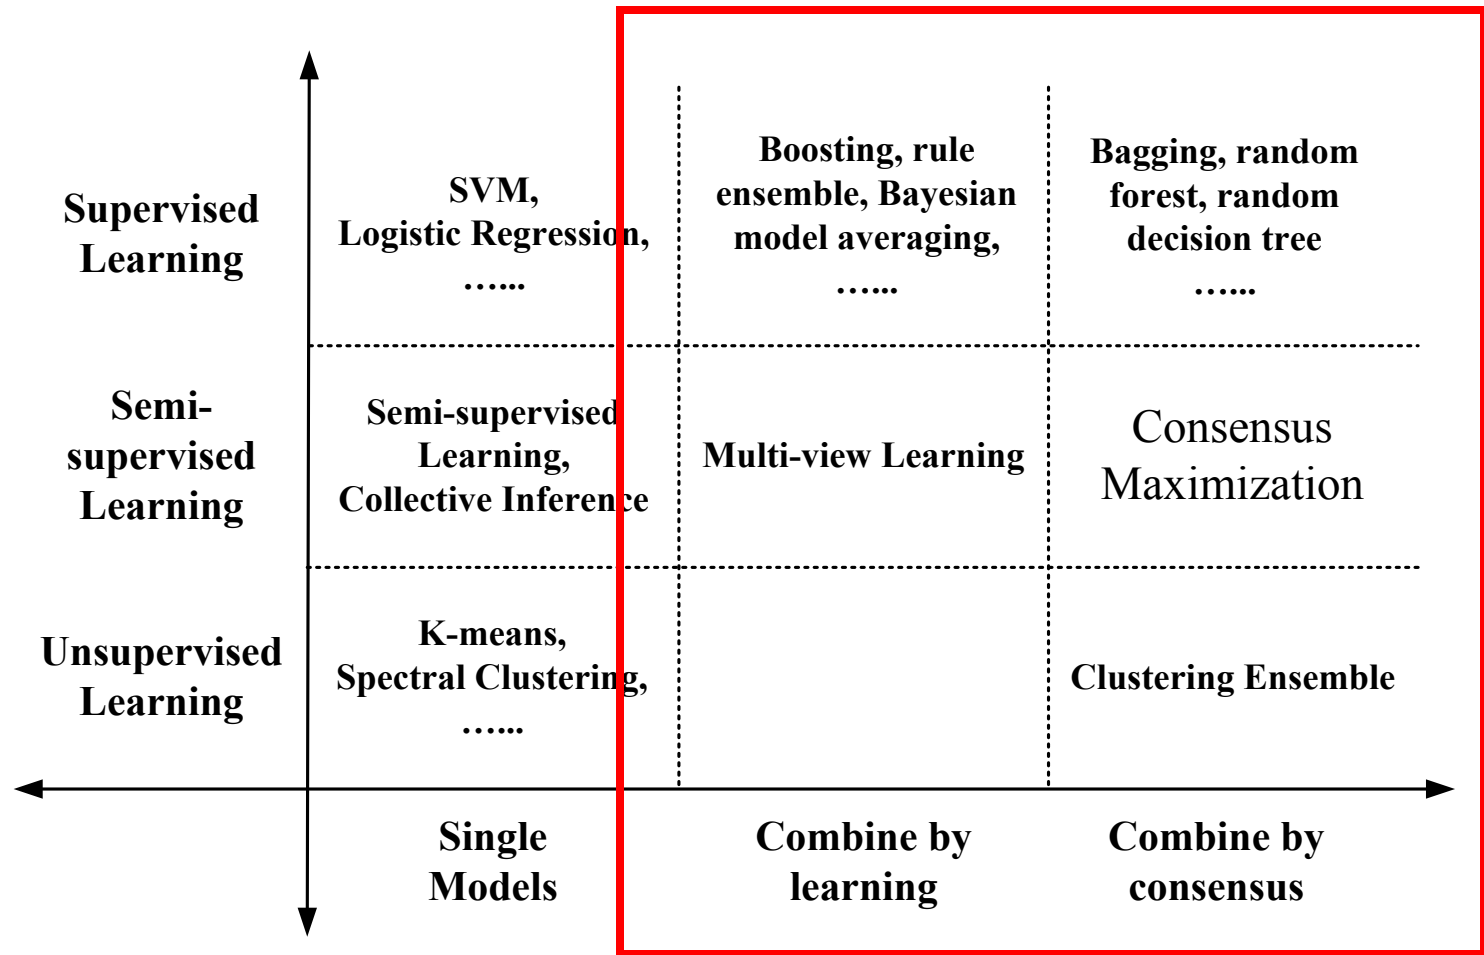 Supervised
Learning
SVM,
Logistic Regression,
…...
Boosting, rule
ensemble, Bayesian
model averaging,
…...
Bagging, random
forest, random
decision tree
…...
Semi-
supervised
Learning
Semi-supervised
Learning,
Collective Inference
Multi-view Learning
Consensus
Maximization
Unsupervised
Learning
K-means,
Spectral Clustering,
…...
Clustering Ensemble
Single
Models
Combine by
learning
Combine by
consensus